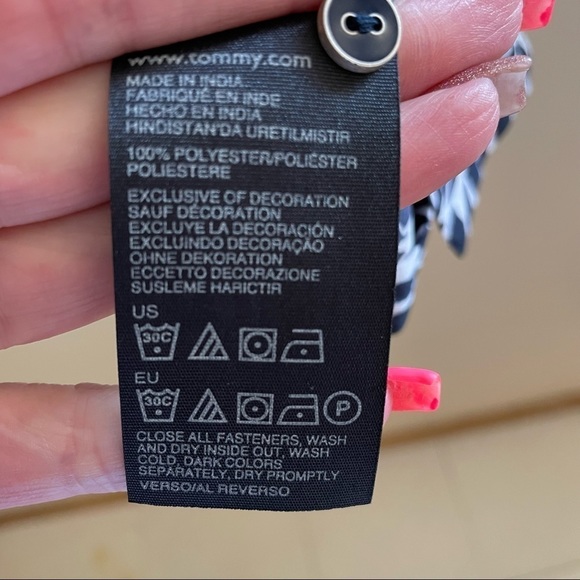 www.tommy.com
MADE IN INDIA
FABRIQUÉ EN INDE
HECHO EN INDIA
HINDISTAN'DA URETILMISTIR
100% POLYESTER/POLIÉSTER
POLIESTERE
EXCLUSIVE OF DECORATION
SAUF DÉCORATION
EXCLUYE LA DECORACIÓN
EXCLUINDO DECORAÇÃO
OHNE DEKORATION
ECCETTO DECORAZIONE
SUSLEME HARICTIR
US
30C
EU
30C P
CLOSE ALL FASTENERS, WASH
AND DRY INSIDE OUT, WASH
COLD, DARK COLORS
SEPARATELY, DRY PROMPTLY
VERSO/AL REVERSO